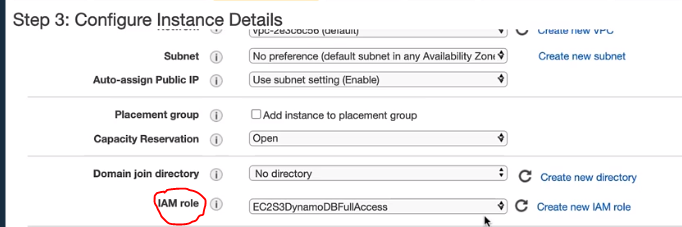 Step 3: Configure Instance Details
vpc-2e3c6c56 (default) Create new VPC
Subnet i No preference (default subnet in any Availability Zone Create new subnet
Auto-assign Public IP i Use subnet setting (Enable)
Placement group i Add instance to placement group
Capacity Reservation i Open
Domain join directory i No directory Create new directory
IAM role i EC2S3DynamoDBFullAccess Create new IAM role